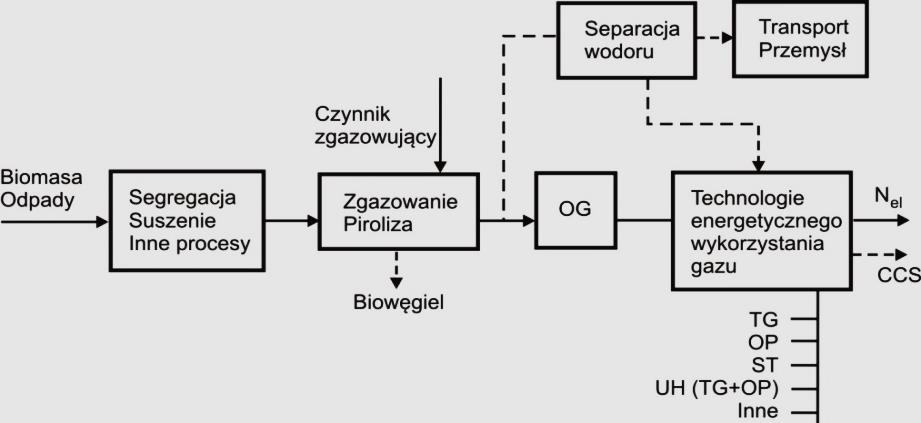 Separacja
wodoru
Transport
Przemysł
Czynnik
zgazowujący
Biomasa
Odpady
Segregacja
Suszenie
Inne procesy
Zgazowanie
Piroliza
OG
Technologie
energetycznego
wykorzystania
gazu
Nel
CCS
Biowęgiel
TG
OP
ST
UH (TG+OP)
Inne